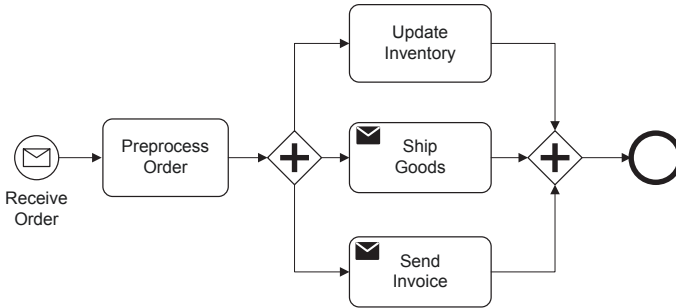 Update
Inventory
Preprocess
Order
Ship
Goods
Receive
Order
Send
Invoice